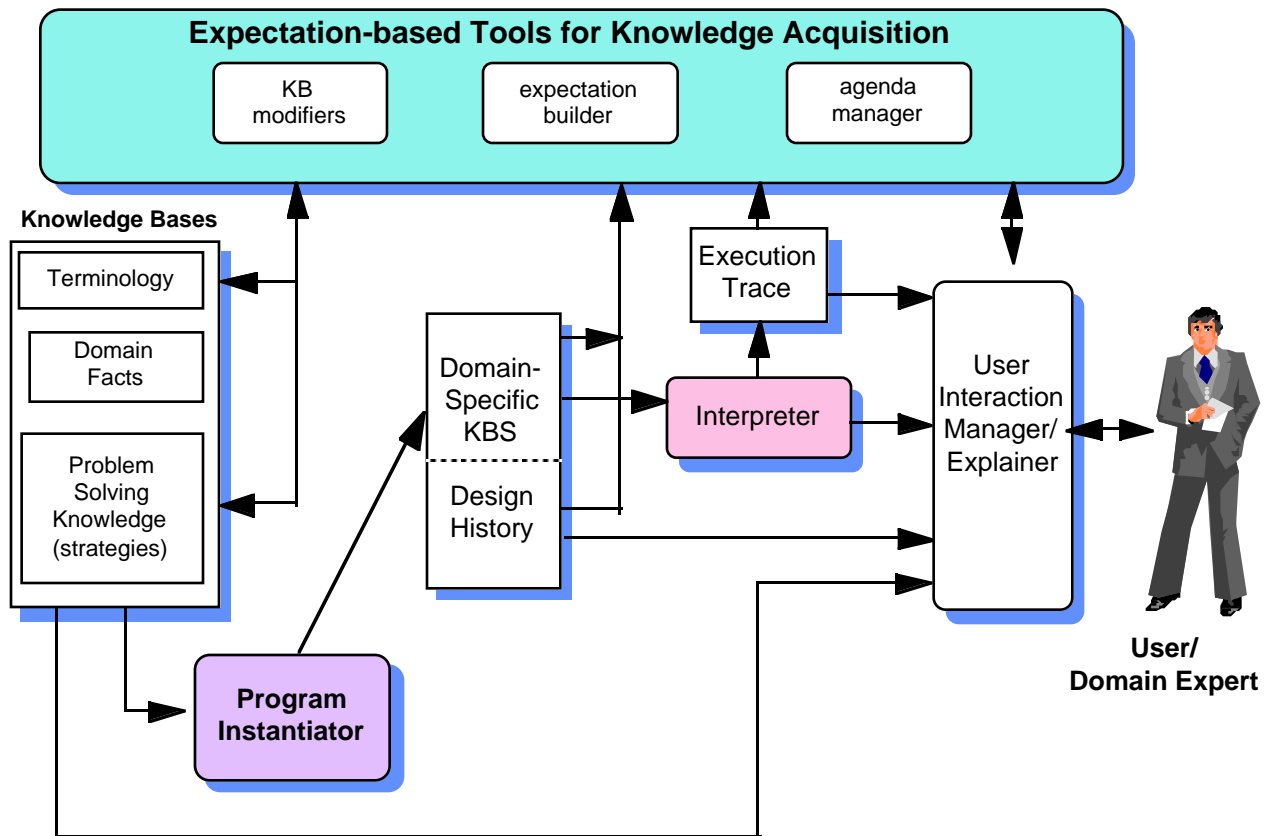 Expectation-based Tools for Knowledge Acquisition
KB
modifiers
expectation
builder
agenda
manager
Knowledge Bases
Terminology
Domain
Facts
Problem
Solving
Knowledge
(strategies)
Domain-
Specific
KBS
Design
History
Execution
Trace
Interpreter
User
Interaction
Manager/
Explainer
User/
Domain Expert
Program
Instantiator